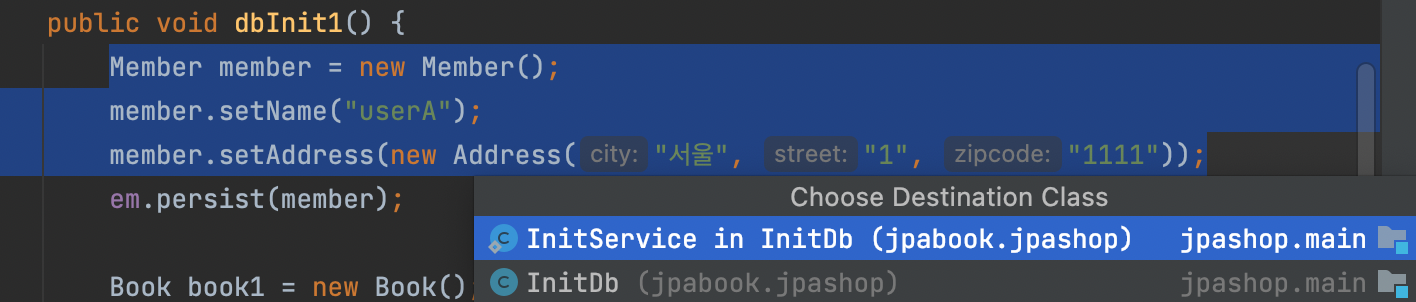 public void dbInit1() {
Member member = new Member();
member.setName("userA");
member.setAddress(new Address( city: "서울", street: "1", zipcode: "1111"));
em.persist(member);
Choose Destination Class
InitService in InitDb (jpabook.jpashop) jpashop.main
Book book1 = new Book();
InitDb (jpabook.jpashop) jpashop.main